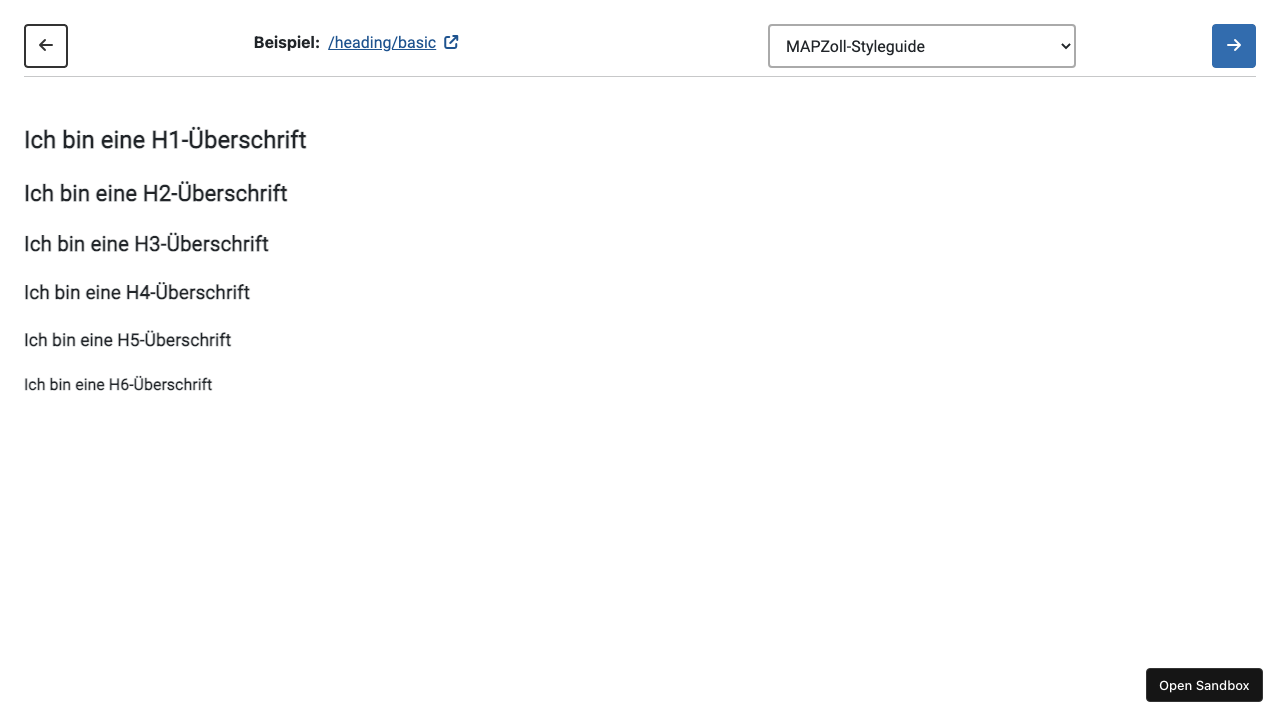 Beispiel: /heading/basic
MAPZoll-Styleguide
Ich bin eine H1-Überschrift
Ich bin eine H2-Überschrift
Ich bin eine H3-Überschrift
Ich bin eine H4-Überschrift
Ich bin eine H5-Überschrift
Ich bin eine H6-Überschrift
Open Sandbox